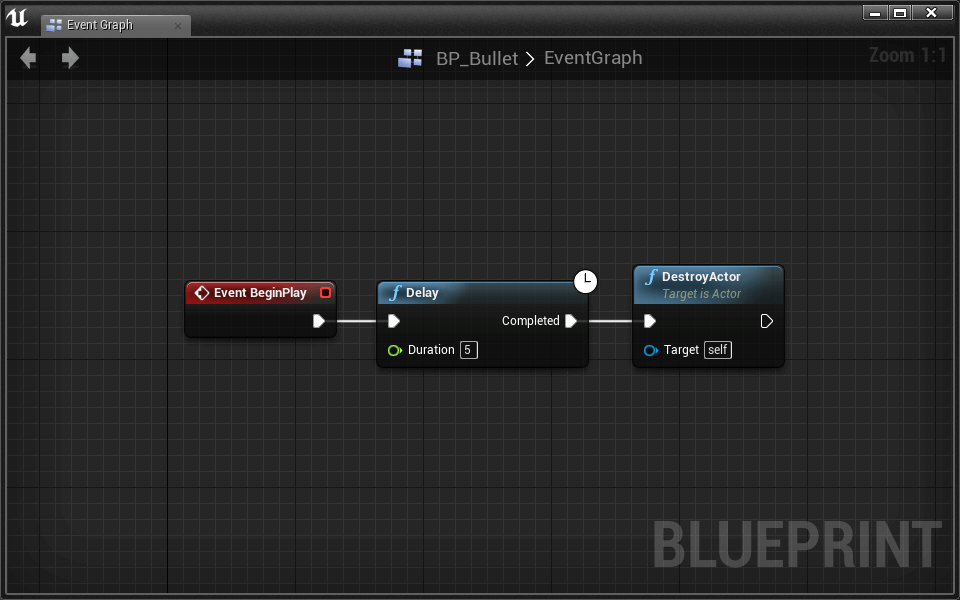 Event Graph
BP_Bullet > EventGraph
Zoom 1:1
Event BeginPlay
f Delay
Completed
Duration 5
f DestroyActor
Target is Actor
Target self
BLUEPRINT